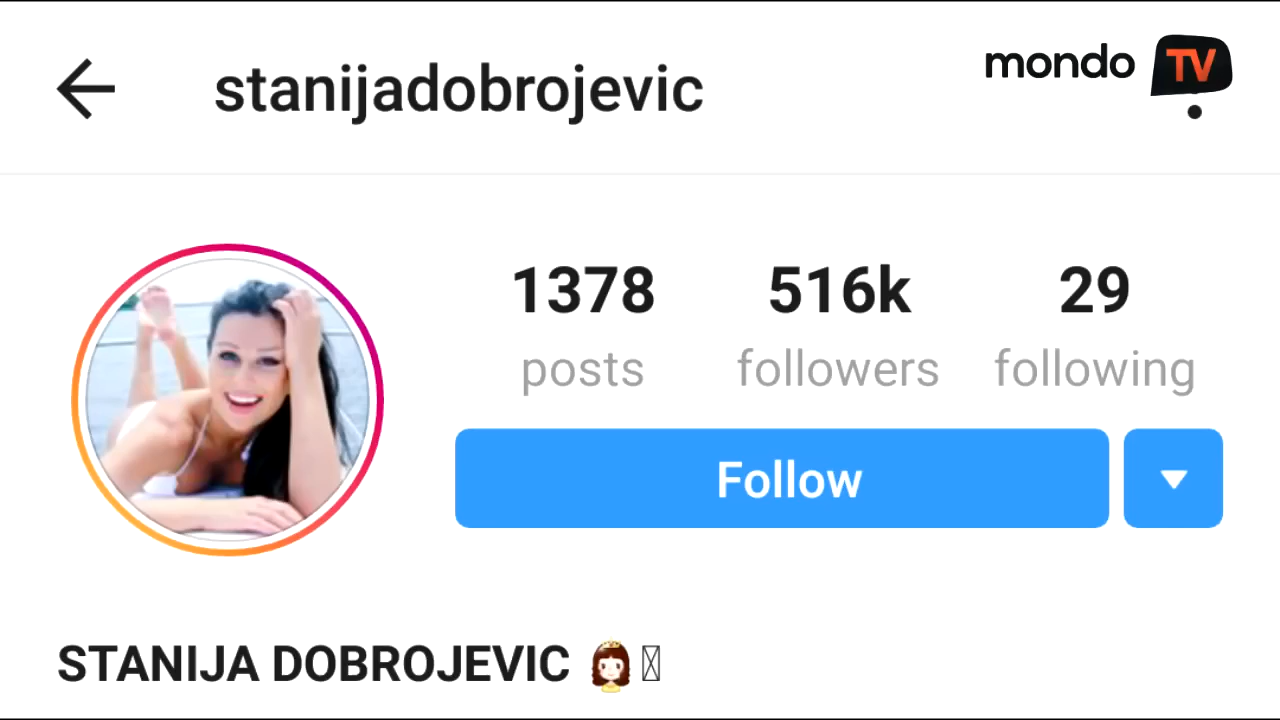 stanijadobrojevic
mondo TV
1378 516k 29
posts followers following
Follow
STANIJA DOBROJEVIC 👸